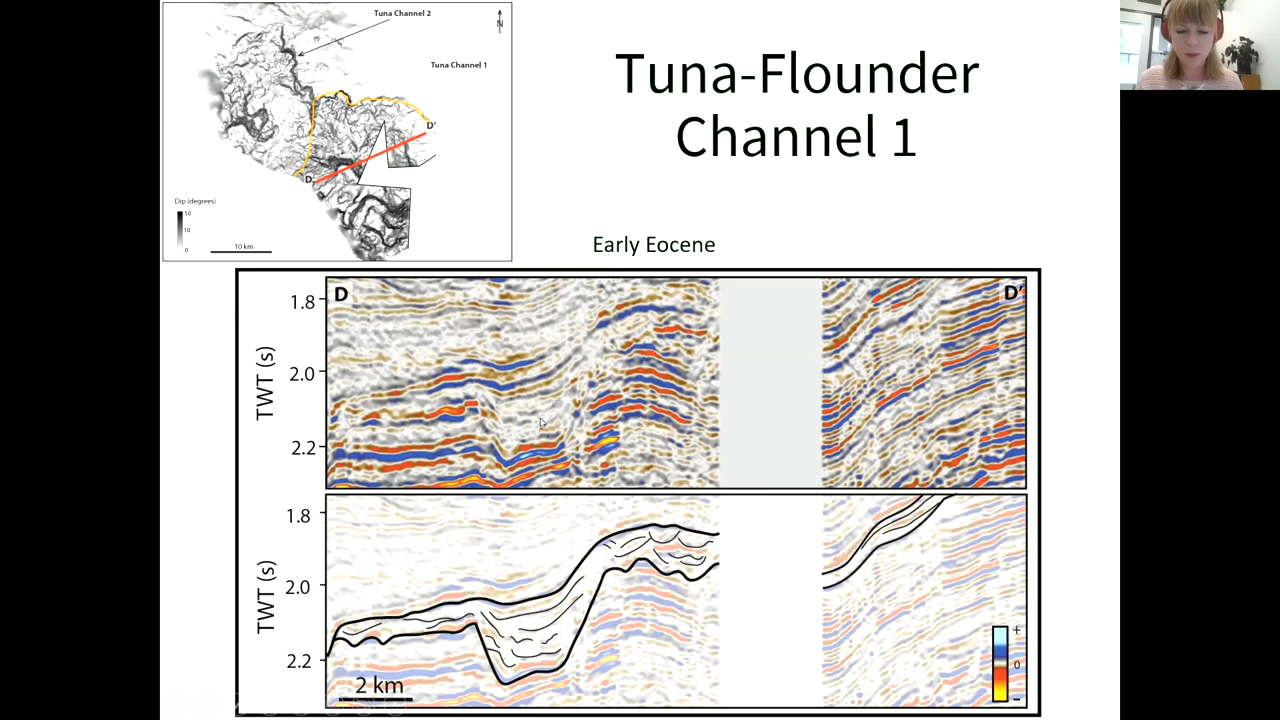 Tuna Channel 2
N
Tuna Channel 1
D'
D
Dip (degrees)
50
10
0
10 km
Tuna-Flounder
Channel 1
Early Eocene
D
D'
1.8
2.0
2.2
TWT (s)
1.8
2.0
2.2
TWT (s)
2 km
+
0
-